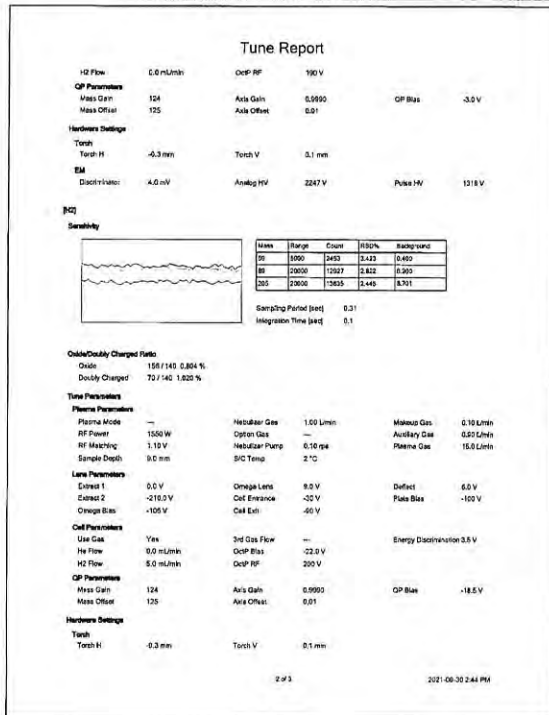 Tune Report
H2 Flow 0.0 mL/min OctP RF 190 V
QP Parameters
Mass Gain 124 Axis Gain 0.9990 QP Bias -3.0 V
Mass Offset 125 Axis Offset 0.01
Hardware Settings
Torch
Torch H -0.3 mm Torch V 0.1 mm
EM
Discriminator 4.0 mV Analog HV 2247 V Pulse HV 1318 V
[H2]
Sensitivity
Mass Range Count RSD% Background
5000 2453 0.400
89 20000 12927 0.300
205 20000 13635 2.445 8.701
Sampling Period [sec] 0.31
Integration Time [sec] 0.1
Oxide/Doubly Charged Ratio
Oxide 156 / 140 0.804 %
Doubly Charged 70 / 140 1.020 %
Tune Parameters
Plasma Parameters
Plasma Mode --- Nebulizer Gas 1.00 L/min Makeup Gas 0.10 L/min
RF Power 1550 W Option Gas --- Auxiliary Gas 0.90 L/min
RF Matching 1.10 V Nebulizer Pump 0.10 rps Plasma Gas 15.0 L/min
Sample Depth 9.0 mm S/C Temp 2 °C
Lens Parameters
Extract 1 0.0 V Omega Lens 9.0 V Deflect 6.0 V
Extract 2 -210.0 V Cell Entrance -30 V Plate Bias -100 V
Omega Bias -105 V Cell Exit -60 V
Cell Parameters
Use Gas Yes 3rd Gas Flow --- Energy Discrimination 3.5 V
He Flow 0.0 mL/min OctP Bias -22.0 V
H2 Flow 5.0 mL/min OctP RF 200 V
QP Parameters
Mass Gain 124 Axis Gain 0.9990 QP Bias -18.5 V
Mass Offset 125 Axis Offset 0.01
Hardware Settings
Torch
Torch H -0.3 mm Torch V 0.1 mm
2 of 3 2021-06-30 2:44 PM